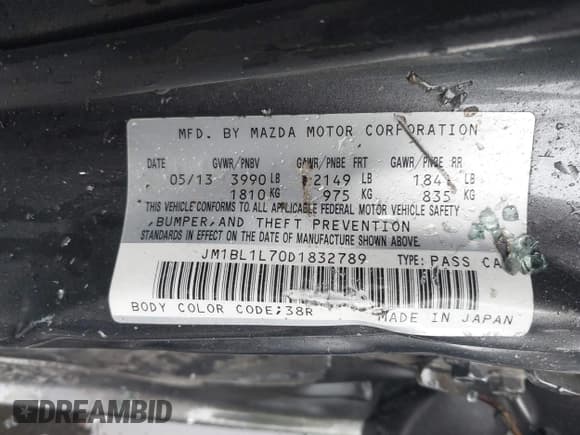 MFD. BY MAZDA MOTOR CORPORATION
DATE GVWR/PNBV GAWR/PNBE FRT GAWR/PNBE RR
05/13 3990 LB 2149 LB LB
1810 KG 975 KG 835 KG
THIS VEHICLE CONFORMS TO ALL APPLICABLE FEDERAL MOTOR VEHICLE SAFETY
BUMPER, AND THEFT PREVENTION
STANDARDS IN EFFECT ON THE DATE OF MANUFACTURE SHOWN ABOVE.
JM1BL1L70D1832789 TYPE: PASS CA
BODY COLOR CODE: 38R MADE IN JAPAN
DREAMBID